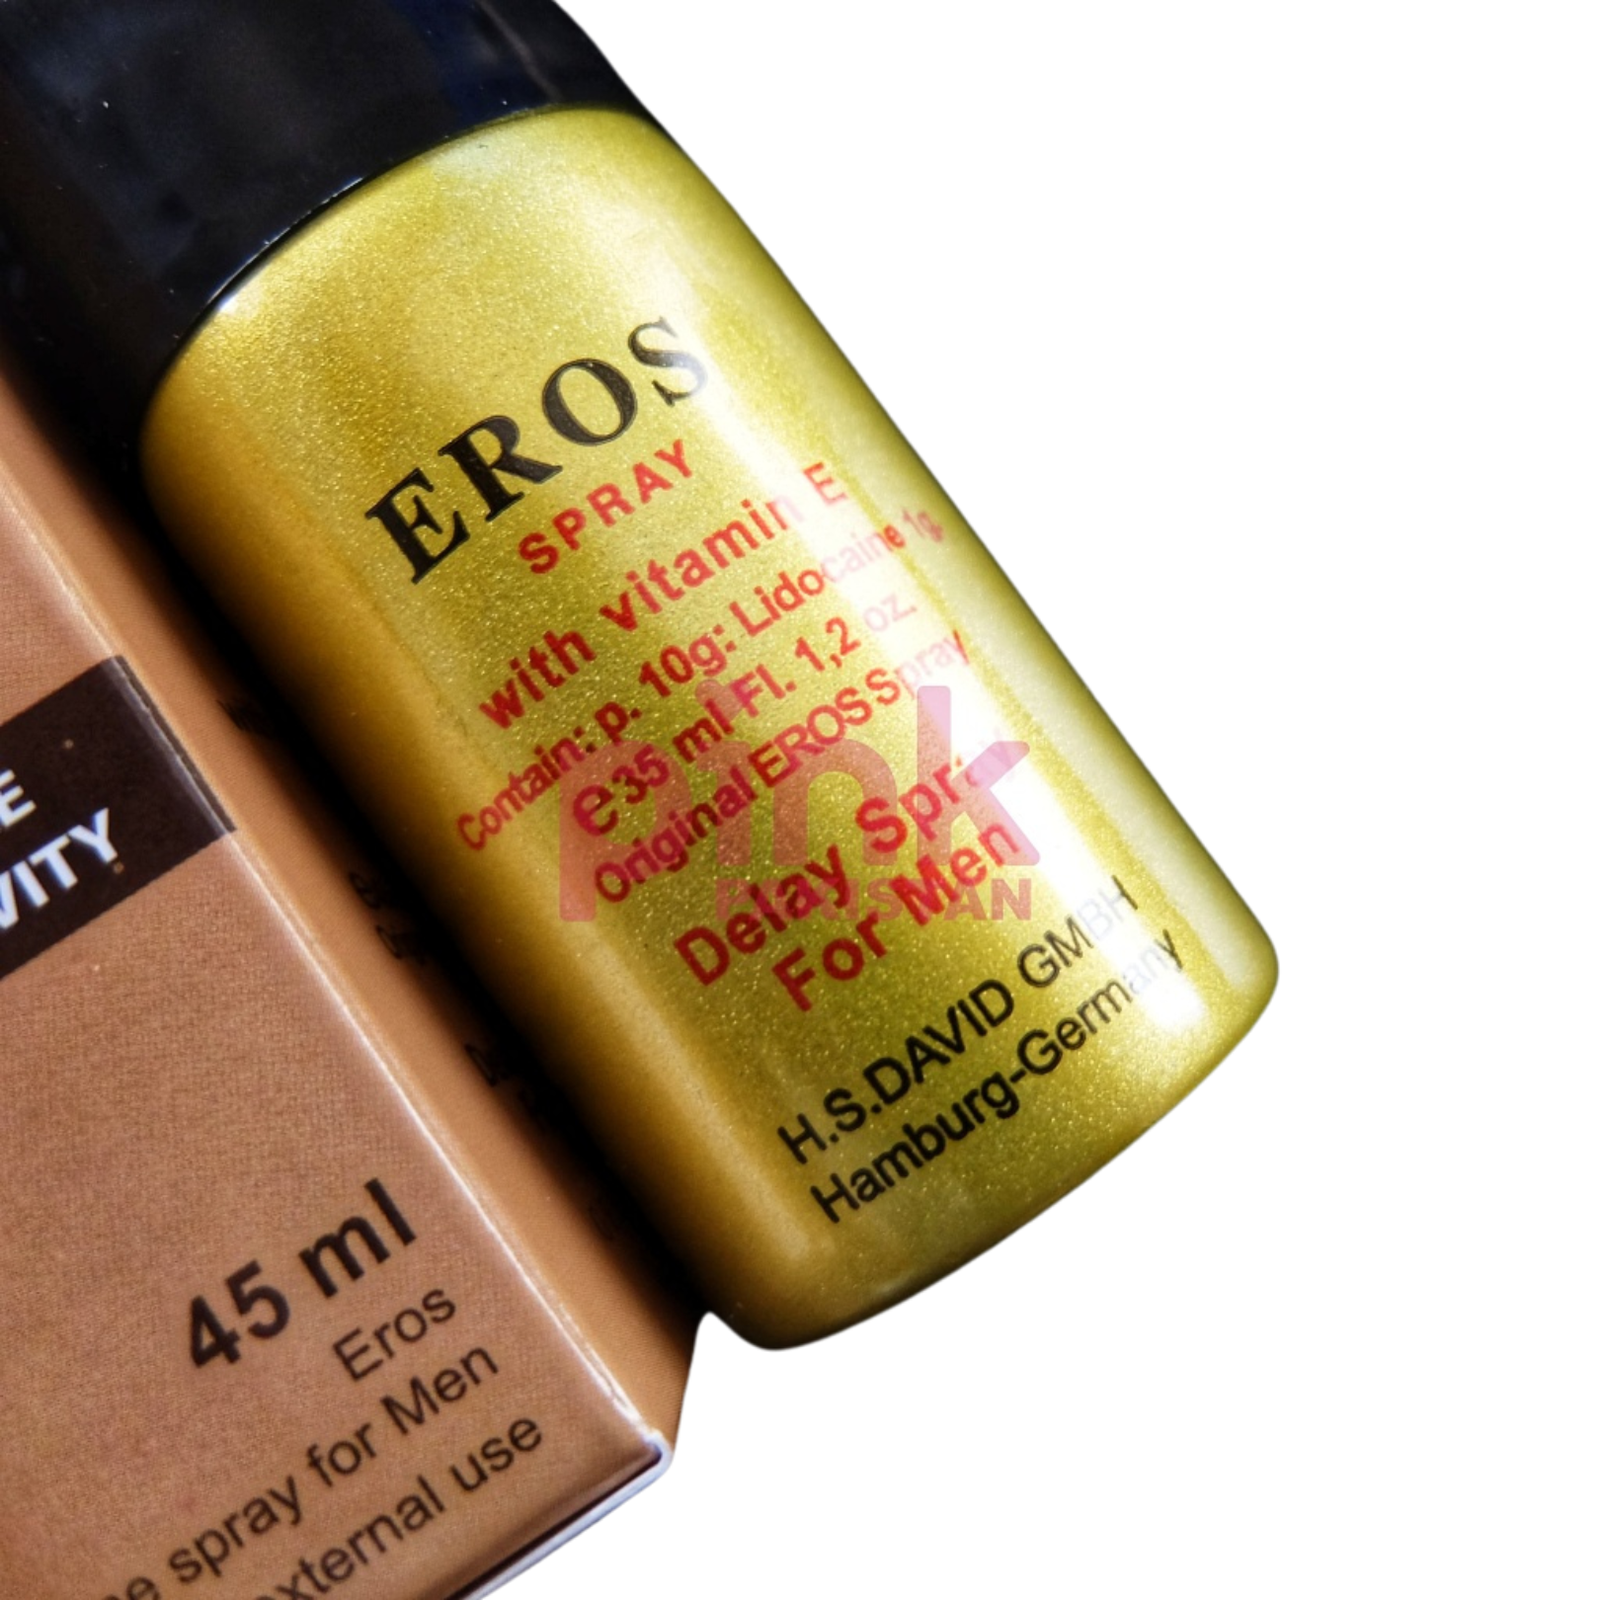 EROS
SPRAY
with vitamin E
Contain: p. 10g: Lidocaine 1g.
e35 ml Fl. 1,2 oz.
Original EROS Spray
Delay Spray
For Men
H.S.DAVID GMBH
Hamburg-Germany
pink
E
VITY
45 ml
Eros
spray for Men
external use